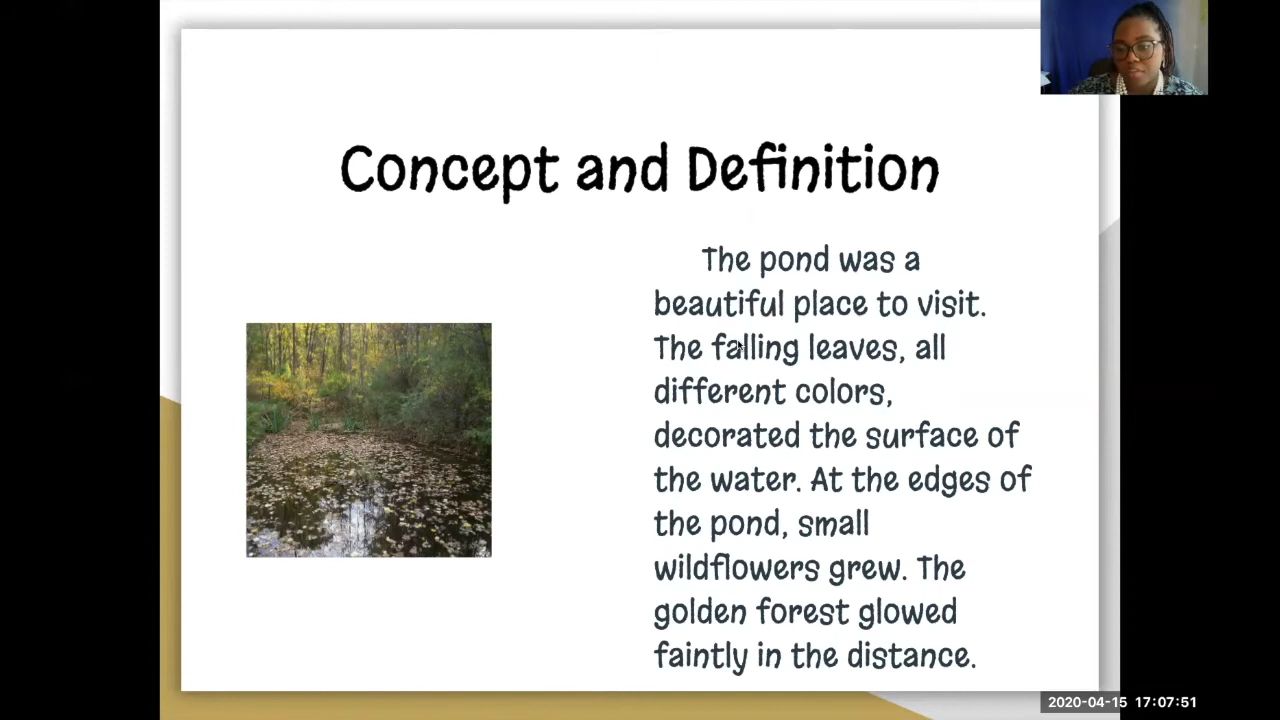 Concept and Definition
The pond was a
beautiful place to visit.
The falling leaves, all
different colors,
decorated the surface of
the water. At the edges of
the pond, small
wildflowers grew. The
golden forest glowed
faintly in the distance.
2020-04-15 17:07:51